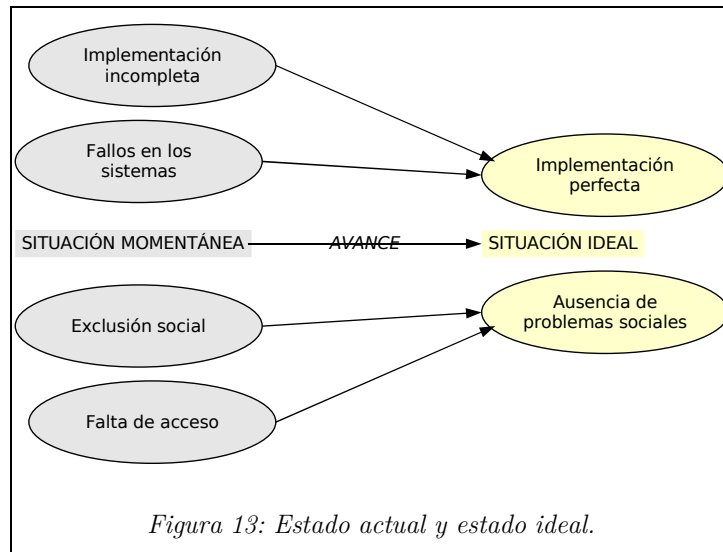 Implementación
incompleta
Fallos en los
sistemas
Implementación
perfecta
SITUACIÓN MOMENTÁNEA
AVANCE
SITUACIÓN IDEAL
Exclusión social
Ausencia de
problemas sociales
Falta de acceso
Figura 13: Estado actual y estado ideal.